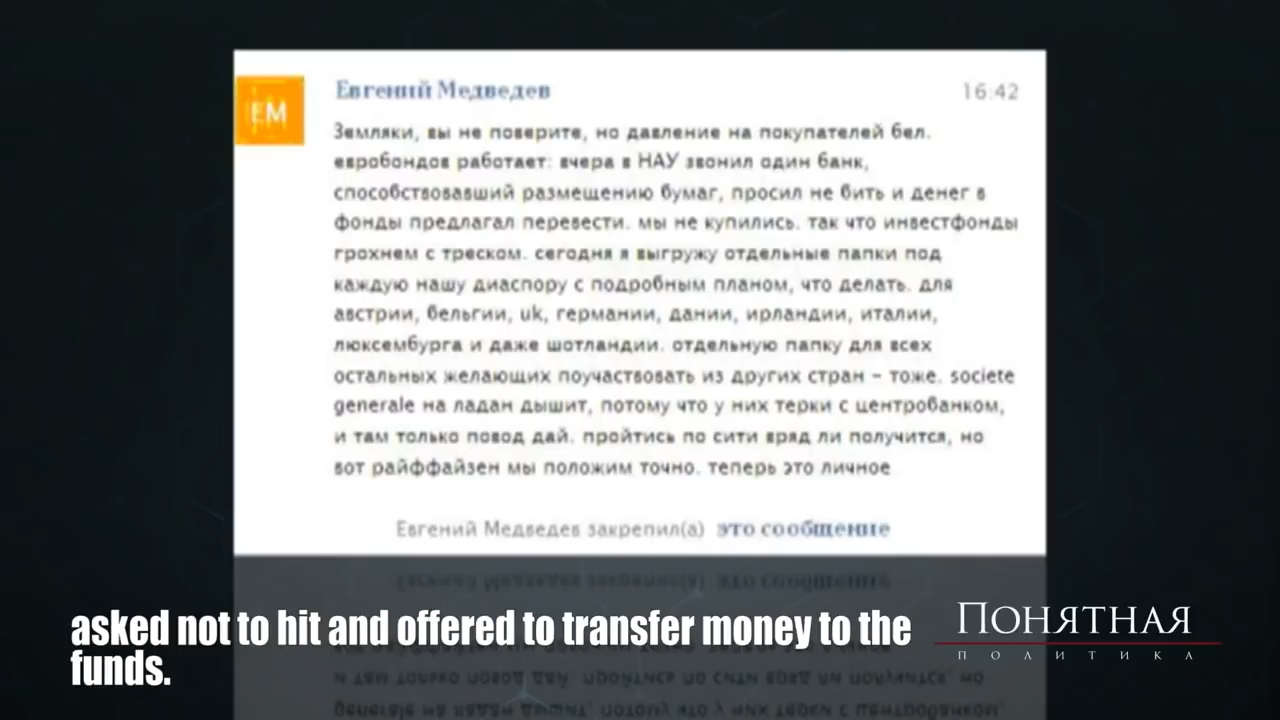 ЕМ
Евгений Медведев
16:42
Земляки, вы не поверите, но давление на покупателей бел.
евробондов работает: вчера в НАУ звонил один банк,
способствовавший размещению бумаг, просил не бить и денег в
фонды предлагал перевести. мы не купились. так что инвестфонды
грохнем с треском. сегодня я выгружу отдельные папки под
каждую нашу диаспору с подробным планом, что делать. для
австрии, бельгии, uk, германии, дании, ирландии, италии,
люксембурга и даже шотландии. отдельную папку для всех
остальных желающих поучаствовать из других стран – тоже. societe
generale на ладан дышит, потому что у них терки с центробанком,
и там только повод дай. пройтись по сити вряд ли получится, но
вот райффайзен мы положим точно. теперь это личное
Евгений Медведев закрепил(а) это сообщение
asked not to hit and offered to transfer money to the
funds.
ПОНЯТНАЯ
ПОЛИТИКА